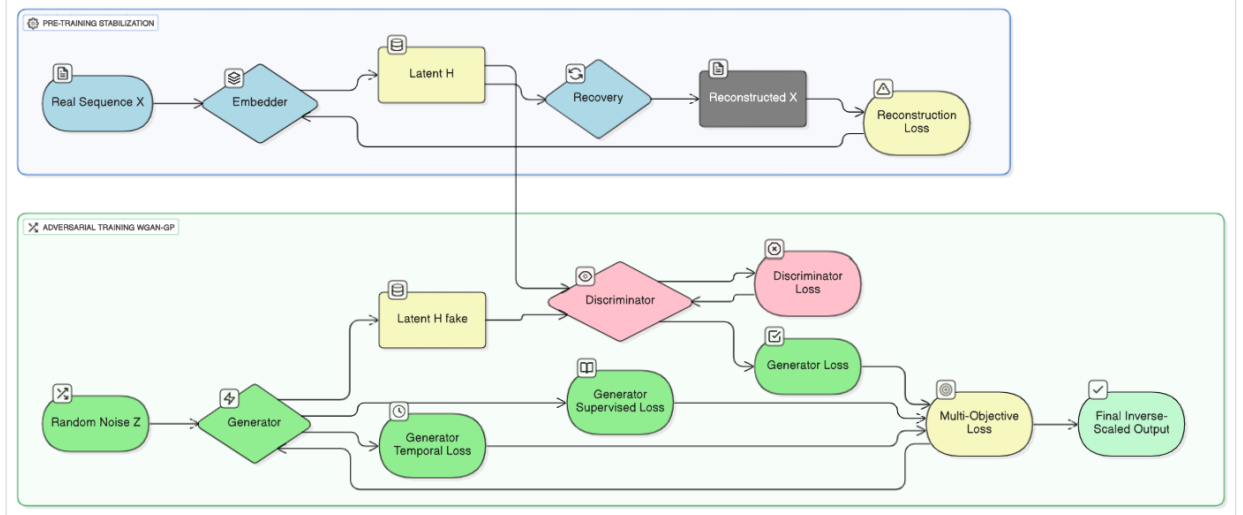 PRE-TRAINING STABILIZATION
Real Sequence X
Embedder
Latent H
Recovery
Reconstructed X
Reconstruction
Loss
ADVERSARIAL TRAINING WGAN-GP
Latent H fake
Discriminator
Discriminator
Loss
Generator Loss
Random Noise Z
Generator
Generator
Supervised Loss
Generator
Temporal Loss
Multi-Objective
Loss
Final Inverse-
Scaled Output